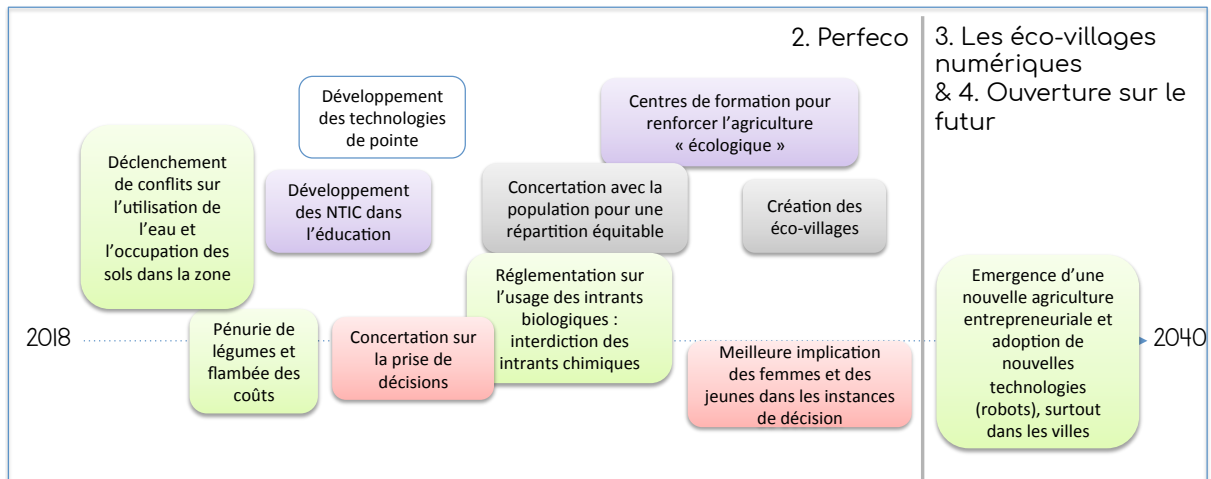 2. Perfeco
3. Les éco-villages
numériques
& 4. Ouverture sur le
futur
Développement
des technologies
de pointe
Centres de formation pour
renforcer l’agriculture
« écologique »
Déclenchement
de conflits sur
l’utilisation de
l’eau et
l’occupation des
sols dans la zone
Développement
des NTIC dans
l’éducation
Concertation avec la
population pour une
répartition équitable
Création des
éco-villages
Réglementation sur
l’usage des intrants
biologiques :
interdiction des
intrants chimiques
Emergence d’une
nouvelle agriculture
entrepreneuriale et
adoption de
nouvelles
technologies
(robots), surtout
dans les villes
2018
Pénurie de
légumes et
flambée des
coûts
Concertation sur
la prise de
décisions
Meilleure implication
des femmes et des
jeunes dans les instances
de décision
2040